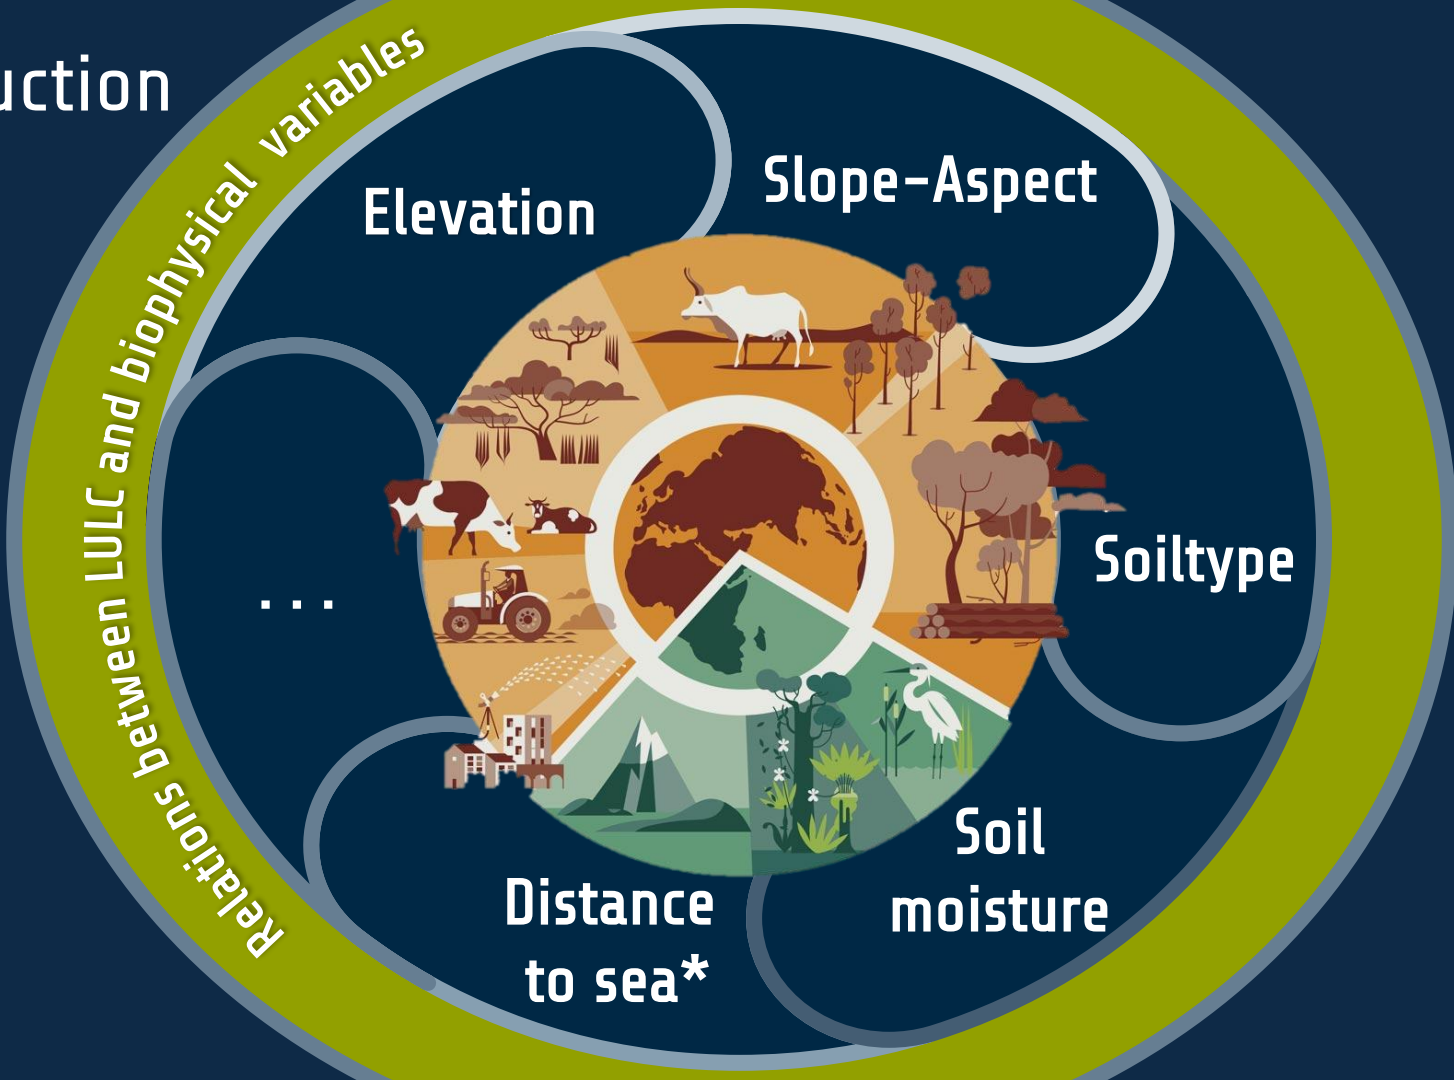 uction
Relations between LULC and biophysical variables
Elevation
Slope-Aspect
Soiltype
...
Soil
moisture
Distance
to sea*